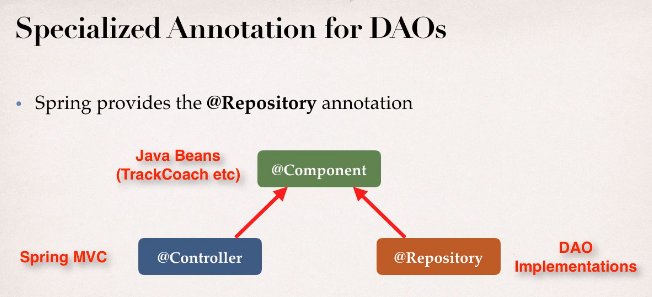 Specialized Annotation for DAOs
• Spring provides the @Repository annotation
Java Beans
(TrackCoach etc)
@Component
Spring MVC
@Controller
@Repository
DAO
Implementations